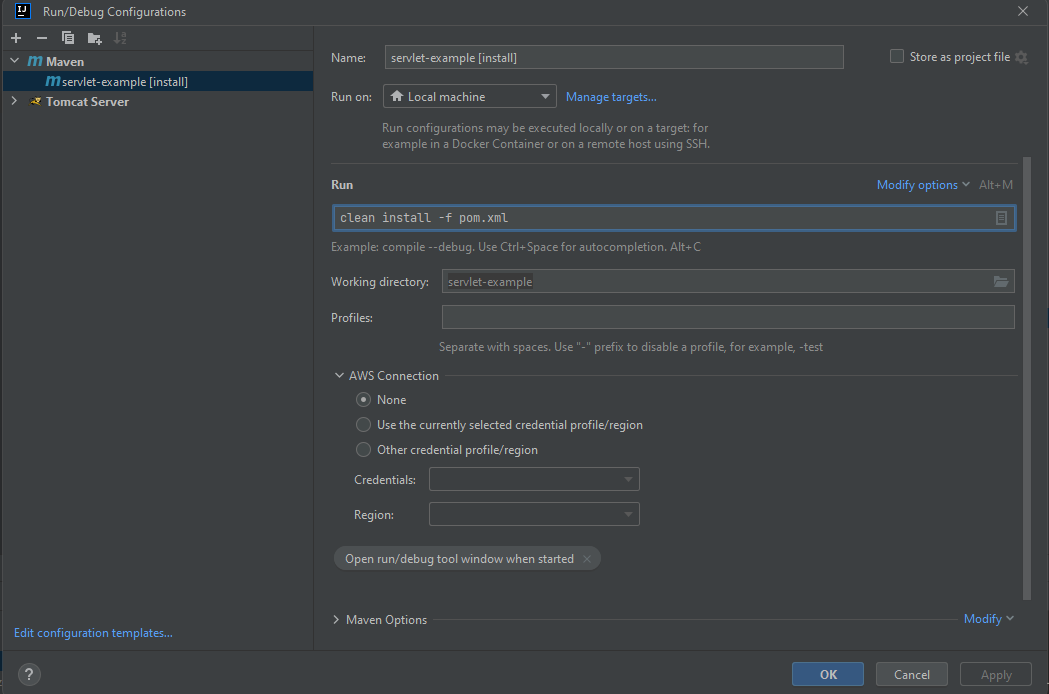 Run/Debug Configurations
Maven
servlet-example [install]
Tomcat Server
Edit configuration templates...
Name: servlet-example [install] Store as project file
Run on: Local machine Manage targets...
Run configurations may be executed locally or on a target: for
example in a Docker Container or on a remote host using SSH.
Run Modify options Alt+M
clean install -f pom.xml
Example: compile --debug. Use Ctrl+Space for autocompletion. Alt+C
Working directory: servlet-example
Profiles:
Separate with spaces. Use "-" prefix to disable a profile, for example, -test
AWS Connection
None
Use the currently selected credential profile/region
Other credential profile/region
Credentials:
Region:
Open run/debug tool window when started
Maven Options Modify
? OK Cancel Apply